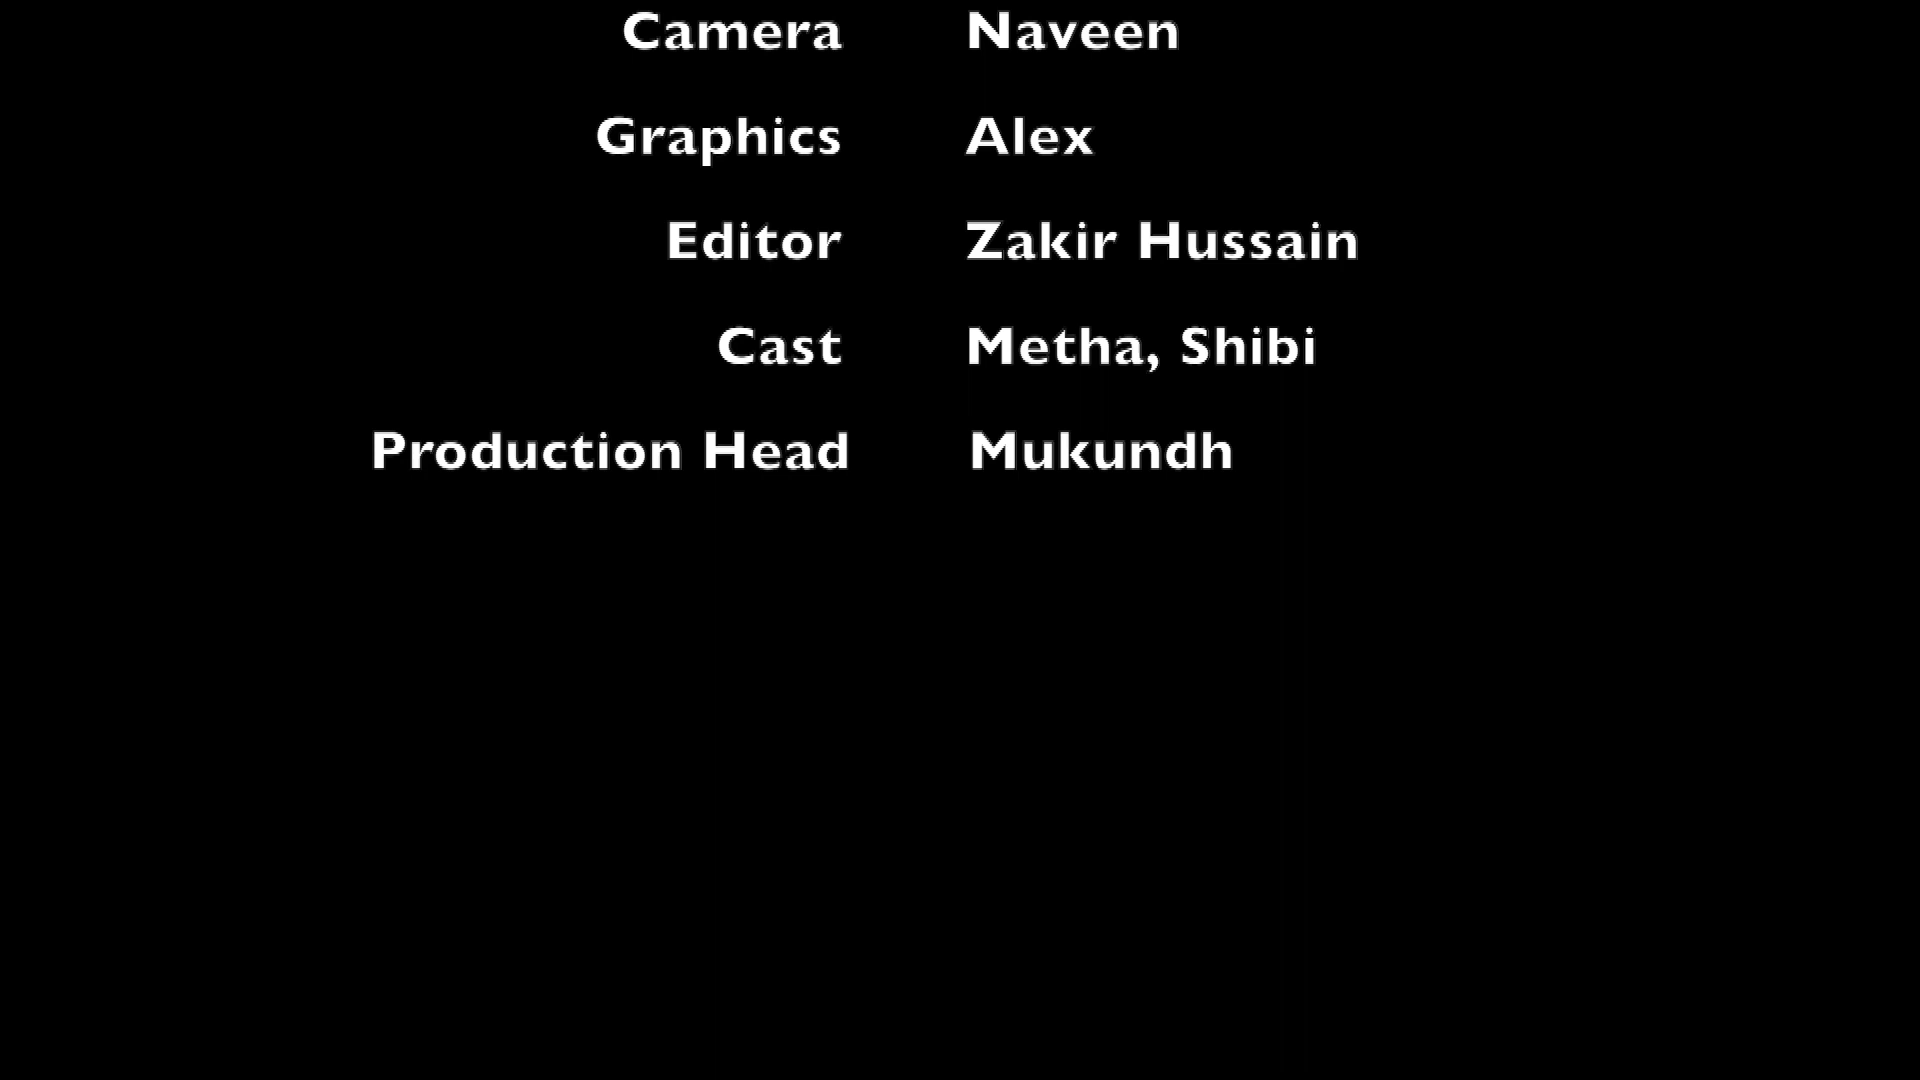 Camera Naveen
Graphics Alex
Editor Zakir Hussain
Cast Metha, Shibi
Production Head Mukundh